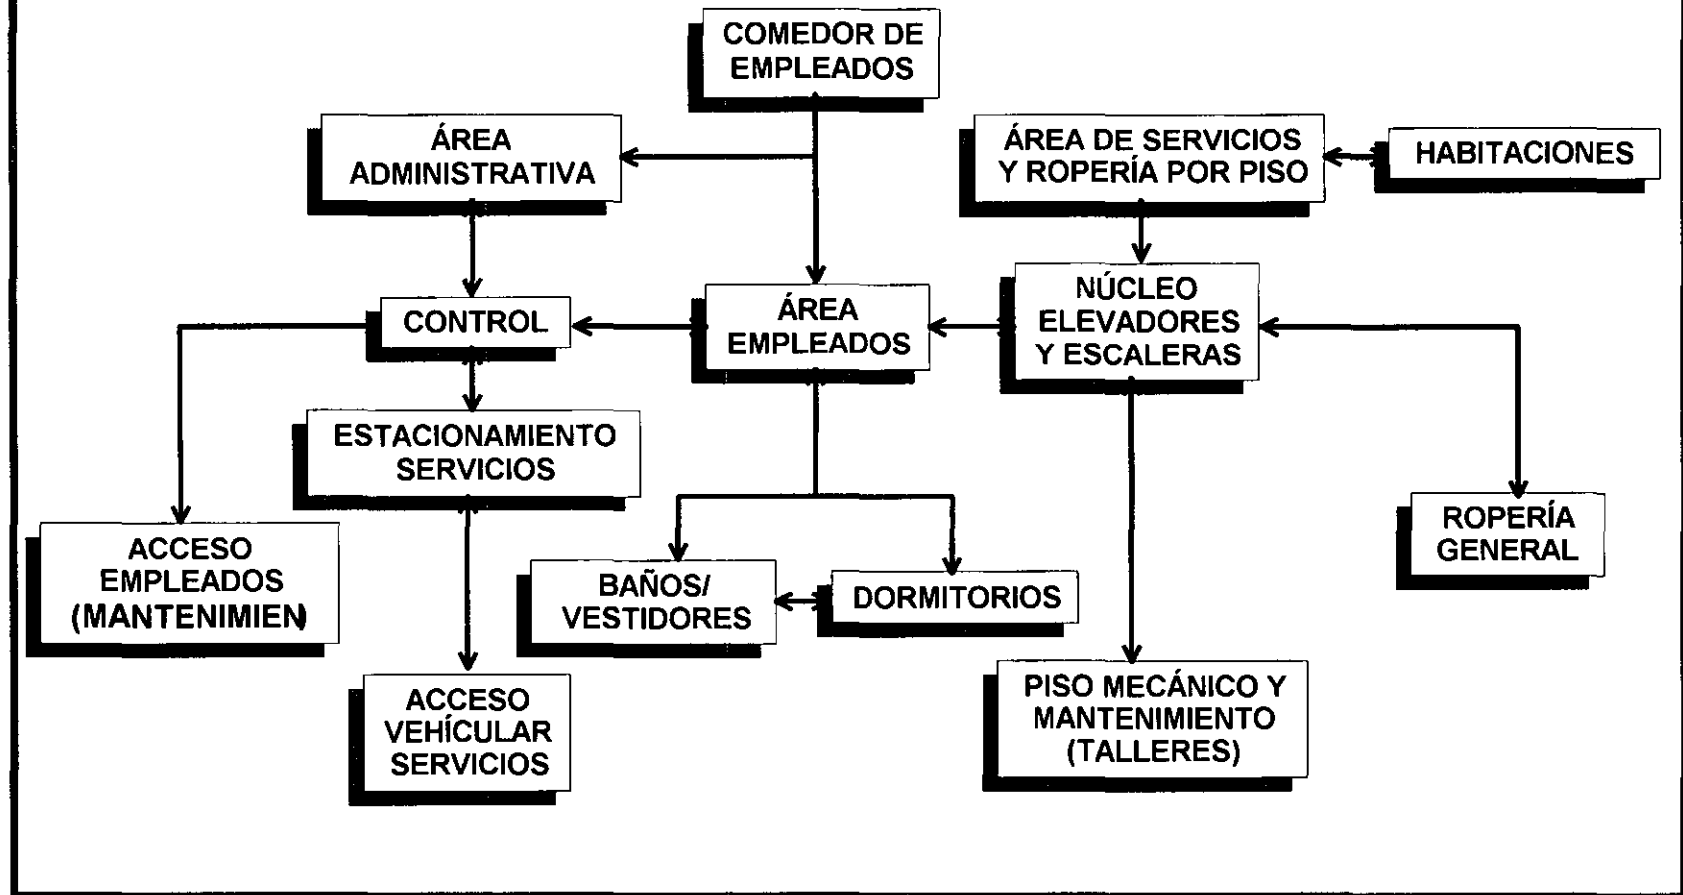 COMEDOR DE
EMPLEADOS
ÁREA
ADMINISTRATIVA
ÁREA DE SERVICIOS
Y ROPERÍA POR PISO
HABITACIONES
CONTROL
ÁREA
EMPLEADOS
NÚCLEO
ELEVADORES
Y ESCALERAS
ESTACIONAMIENTO
SERVICIOS
ACCESO
EMPLEADOS
(MANTENIMIEN)
BAÑOS/
VESTIDORES
DORMITORIOS
ROPERÍA
GENERAL
ACCESO
VEHÍCULAR
SERVICIOS
PISO MECÁNICO Y
MANTENIMIENTO
(TALLERES)